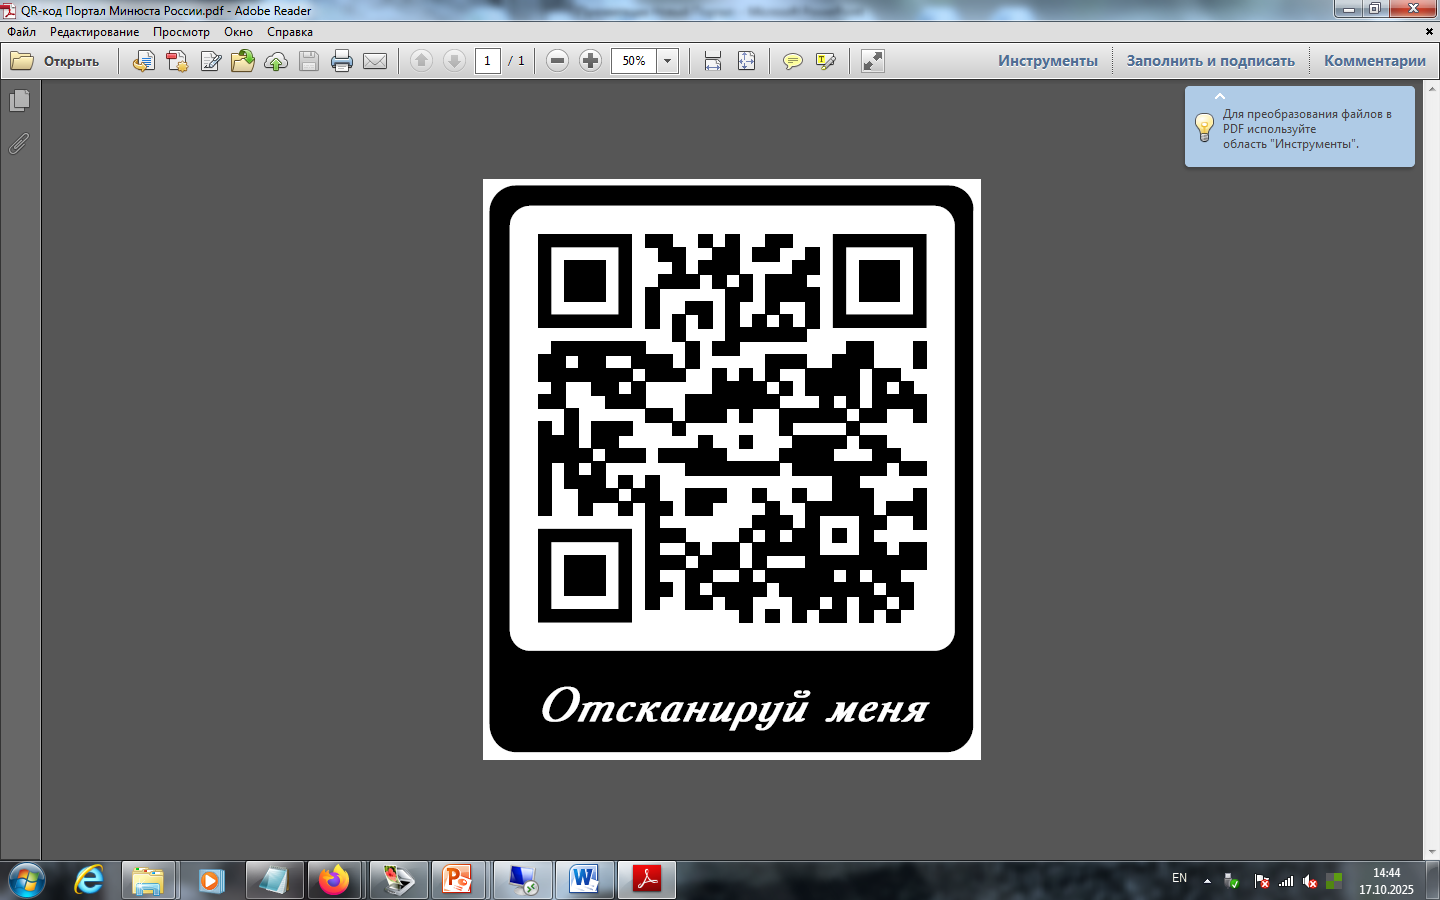 QR-код Портал Минюста России.pdf - Adobe Reader
Файл Редактирование Просмотр Окно Справка
Открыть 1 / 1 50% Инструменты Заполнить и подписать Комментарии
Для преобразования файлов в
PDF используйте
область "Инструменты".
Отсканируй меня
EN
14:44
17.10.2025